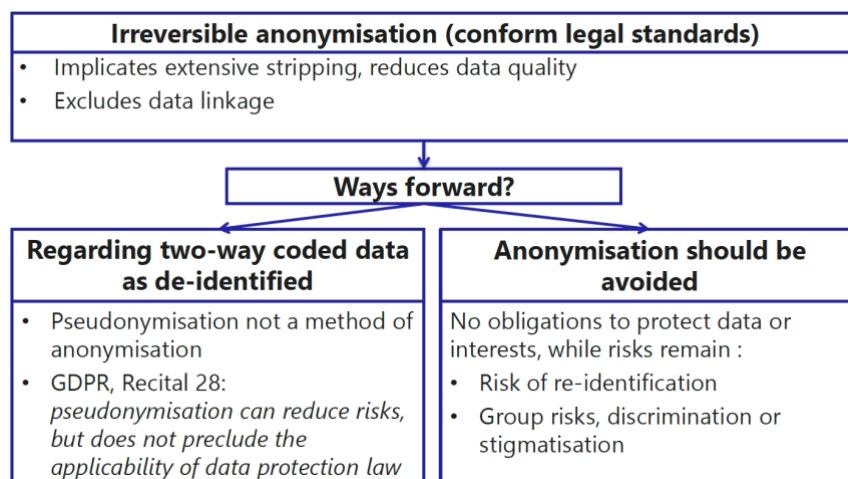 Irreversible anonymisation (conform legal standards)
• Implicates extensive stripping, reduces data quality
• Excludes data linkage
Ways forward?
Regarding two-way coded data
as de-identified
• Pseudonymisation not a method of
anonymisation
• GDPR, Recital 28:
pseudonymisation can reduce risks,
but does not preclude the
applicability of data protection law
Anonymisation should be
avoided
No obligations to protect data or
interests, while risks remain :
• Risk of re-identification
• Group risks, discrimination or
stigmatisation